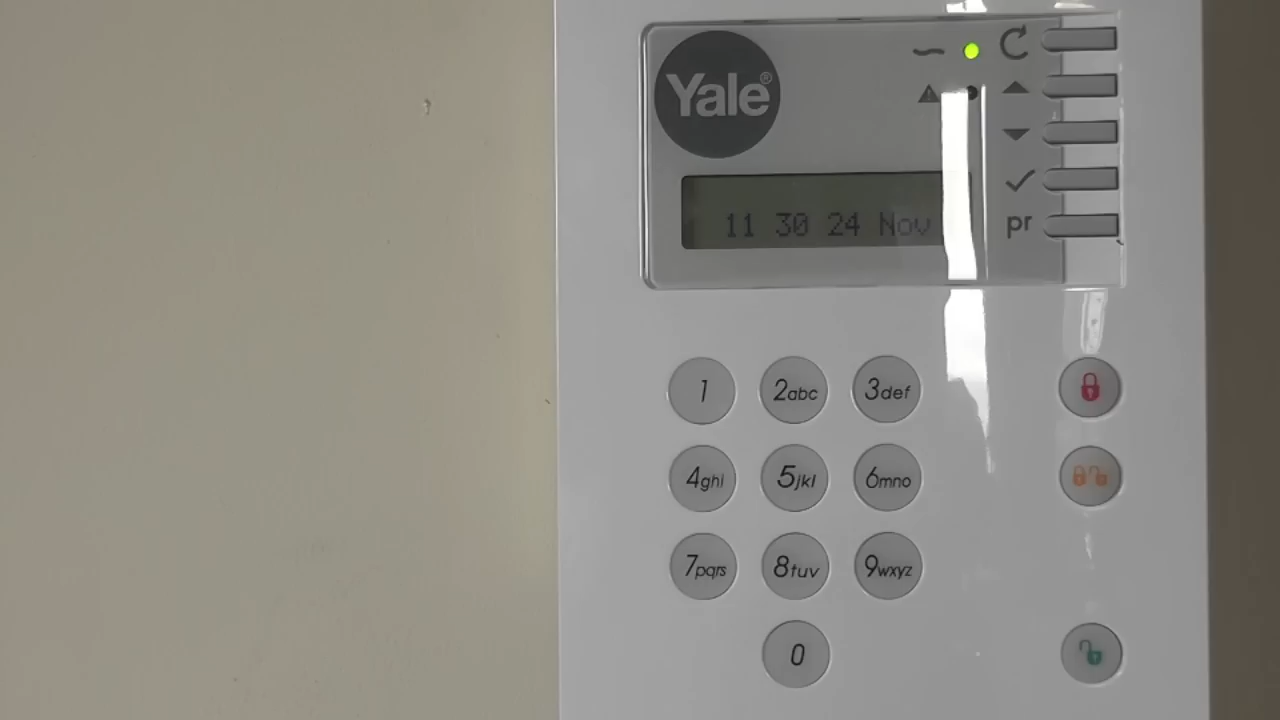 Yale®
11 30 24 Nov
pr
1 2abc 3def
4ghi 5jkl 6mno
7pqrs 8tuv 9wxyz
0